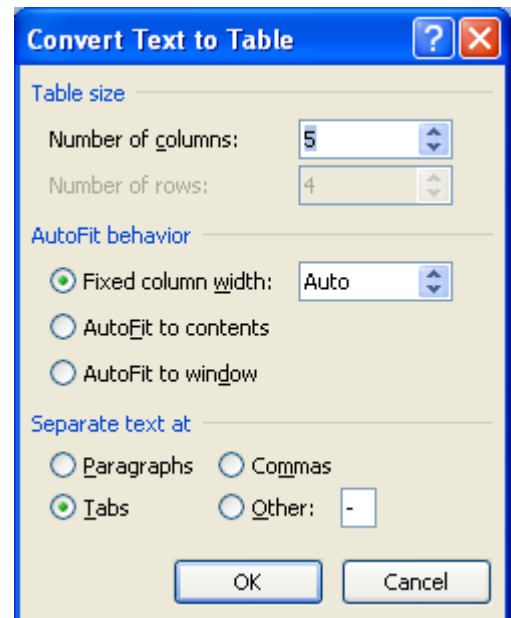 Convert Text to Table ?
Table size
Number of columns: 5
Number of rows: 4
AutoFit behavior
Fixed column width: Auto
AutoFit to contents
AutoFit to window
Separate text at
Paragraphs Commas
Tabs Other: -
OK Cancel